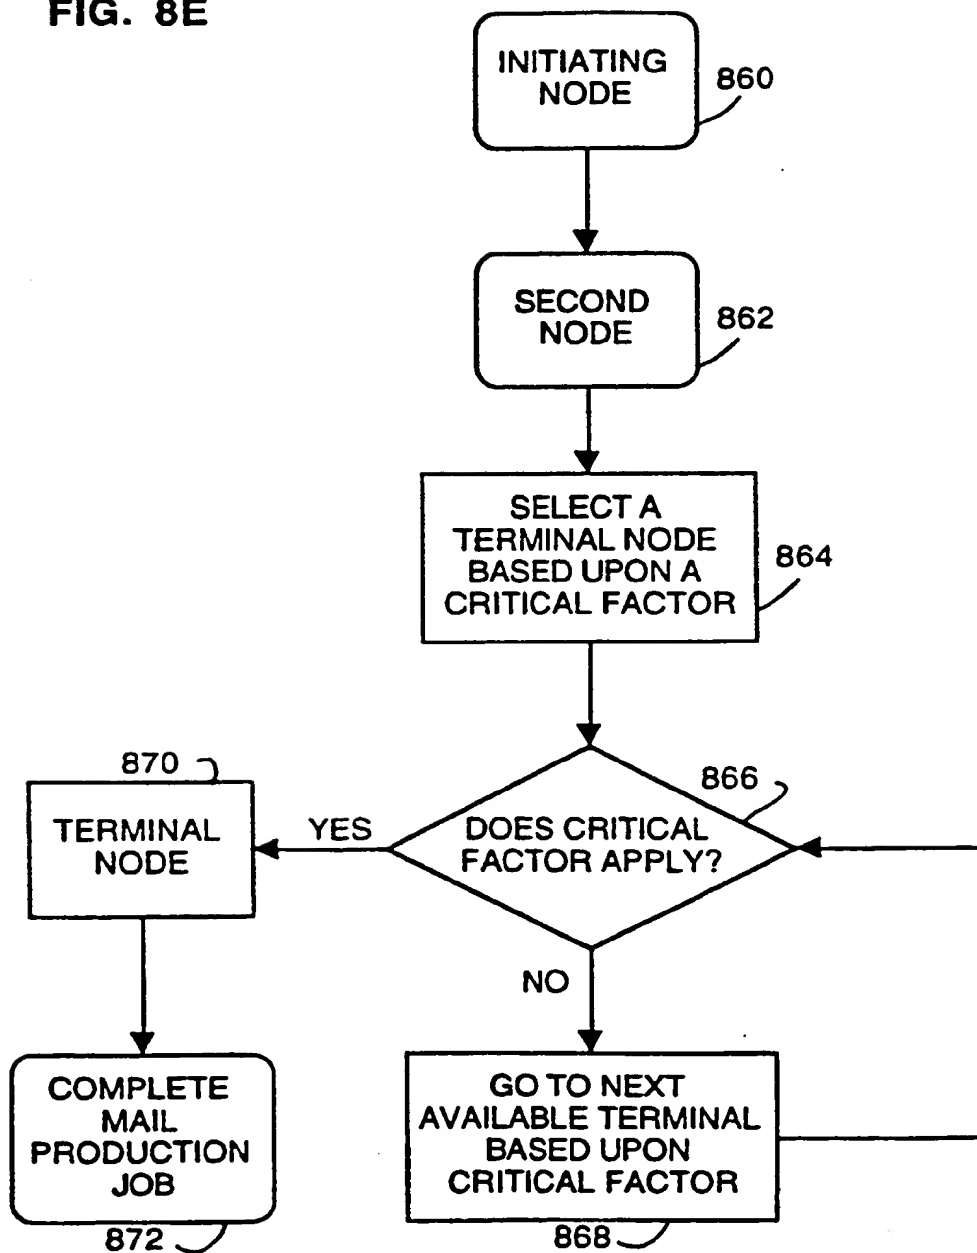 FIG. 8E
INITIATING
NODE
860
SECOND
NODE
862
SELECT A
TERMINAL NODE
BASED UPON A
CRITICAL FACTOR
864
870
866
TERMINAL
NODE
YES
DOES CRITICAL
FACTOR APPLY?
NO
COMPLETE
MAIL
PRODUCTION
JOB
872
GO TO NEXT
AVAILABLE TERMINAL
BASED UPON
CRITICAL FACTOR
868